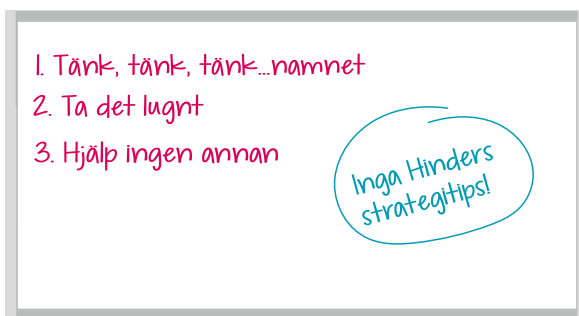 1. Tänk, tänk, tänk...namnet
2. Ta det lugnt
3. Hjälp ingen annan
Inga Hinders
strategitips!